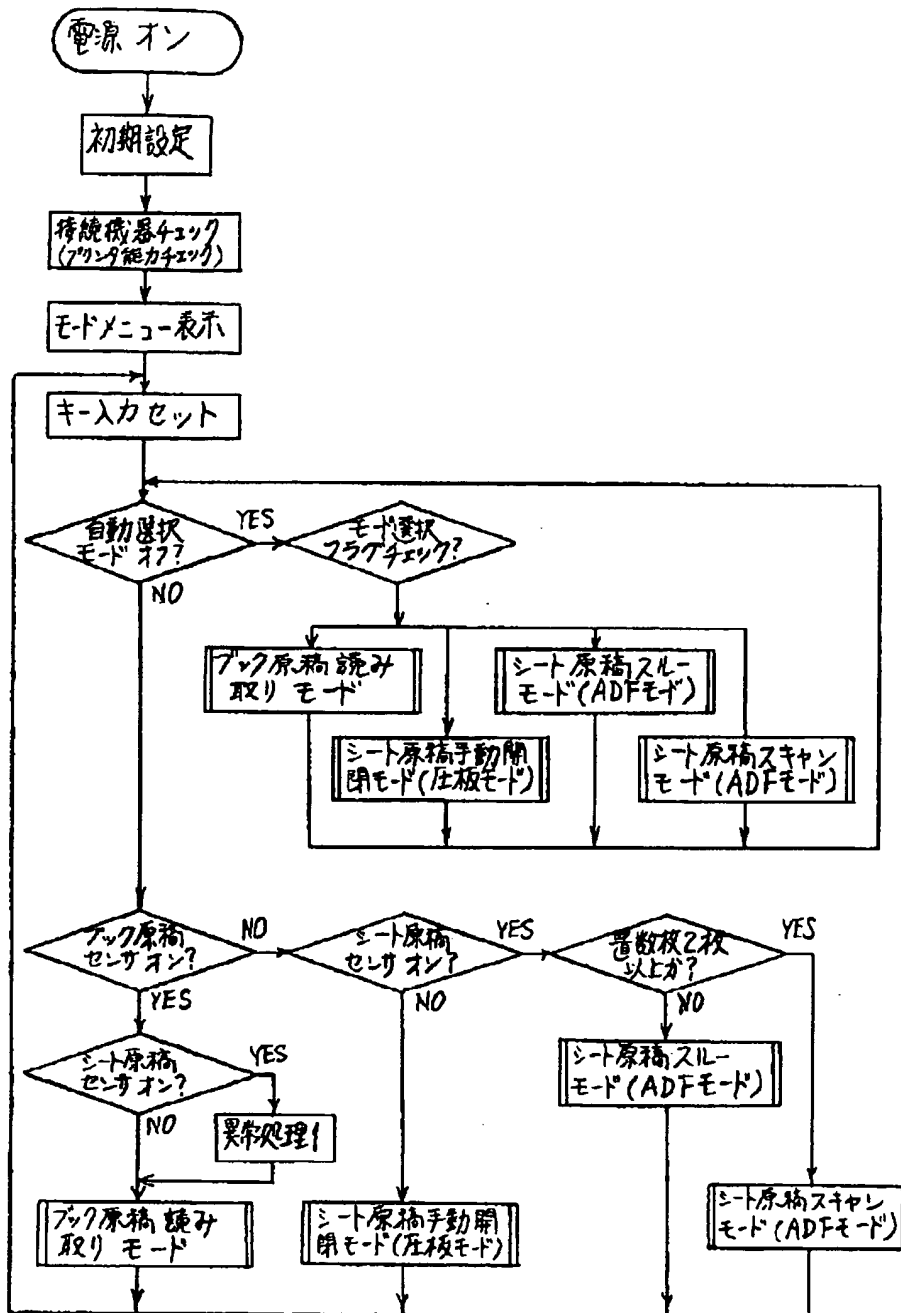 電源 オン
初期設定
接続機器チェック
(プリンタ能力チェック)
モードメニュー表示
キー入力 セット
自動選択
モード オフ?
YES
NO
モード選択
フラグチェック?
ブック原稿 読み
取り モード
シート原稿スルー
モード(ADFモード)
シート原稿手動開
閉モード(圧板モード)
シート原稿スキャン
モード(ADFモード)
ブック原稿
センサ オン?
NO
YES
シート原稿
センサ オン?
YES
NO
置数枚2枚
以上か?
YES
NO
シート原稿
センサ オン?
YES
NO
異常処理1
シート原稿スルー
モード(ADFモード)
ブック原稿 読み
取り モード
シート原稿手動開
閉モード(圧板モード)
シート原稿スキャン
モード(ADFモード)